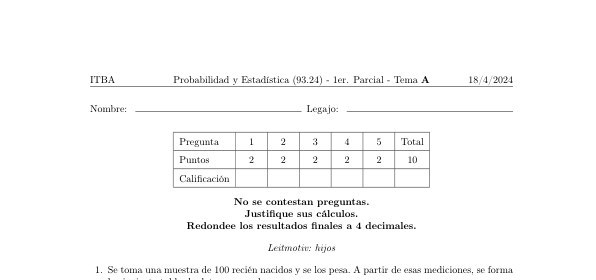 ITBA Probabilidad y Estadística (93.24) - 1er. Parcial - Tema A 18/4/2024
Nombre: Legajo:
Pregunta 1 2 3 4 5 Total
Puntos 2 2 2 2 2 10
Calificación
No se contestan preguntas.
Justifique sus cálculos.
Redondee los resultados finales a 4 decimales.
Leitmotiv: hijos
1. Se toma una muestra de 100 recién nacidos y se los pesa. A partir de esas mediciones, se forma